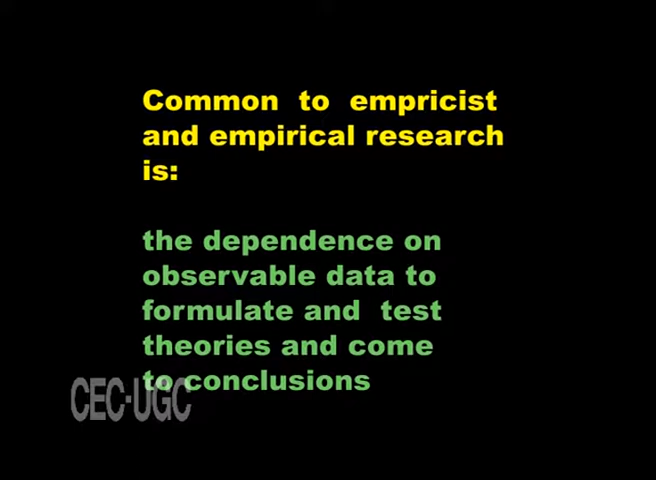 Common to empricist
and empirical research
is:
the dependence on
observable data to
formulate and test
theories and come
to conclusions
CEC-UGC